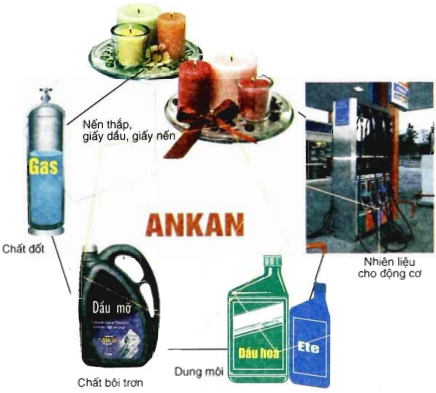 Nến thắp,
giấy dầu, giấy nến
Gas
ANKAN
Chất đốt
Nhiên liệu
cho động cơ
Dầu mỡ
Dầu hoả
Ete
Dung môi
Chất bôi trơn